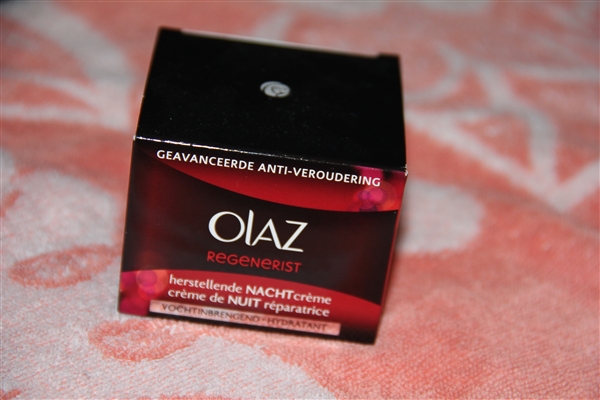 GEAVANCEERDE ANTI-VEROUDERING
OLAZ
REGENERIST
herstellende NACHTcrème
crème de NUIT réparatrice
VOCHTINBRENGEND - HYDRATANT